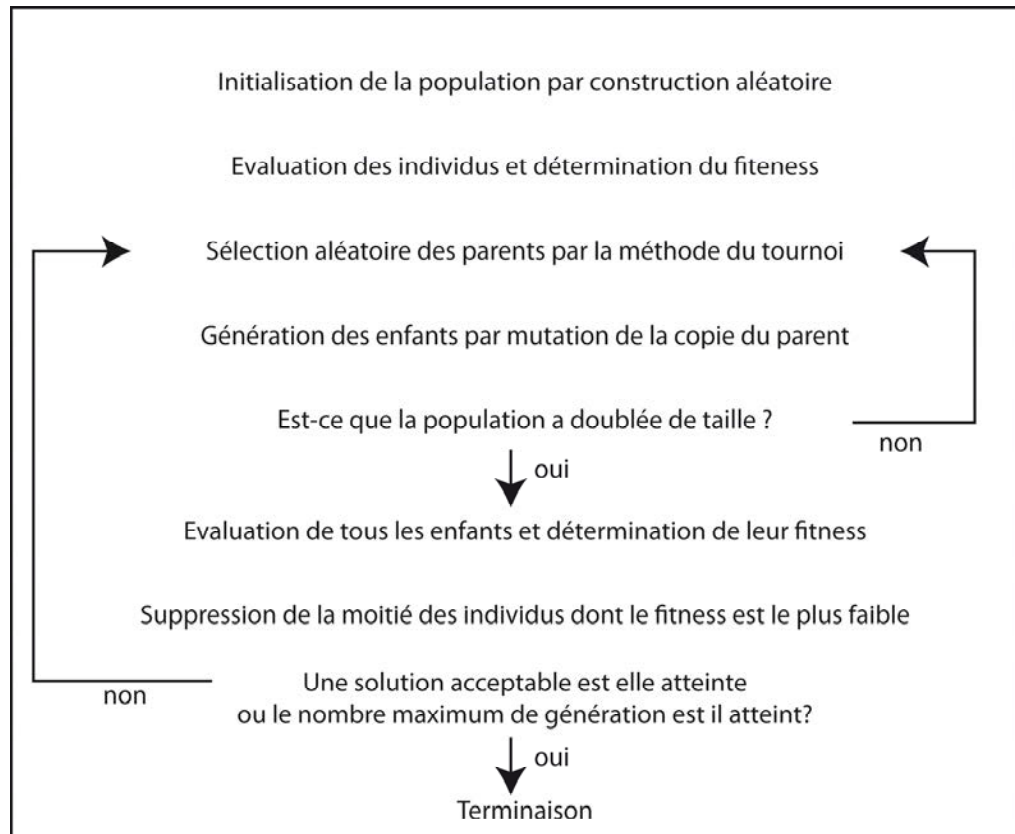 Initialisation de la population par construction aléatoire
Evaluation des individus et détermination du fiteness
Sélection aléatoire des parents par la méthode du tournoi
Génération des enfants par mutation de la copie du parent
Est-ce que la population a doublée de taille ?
non
oui
Evaluation de tous les enfants et détermination de leur fitness
Suppression de la moitié des individus dont le fitness est le plus faible
non
Une solution acceptable est elle atteinte
ou le nombre maximum de génération est il atteint?
oui
Terminaison